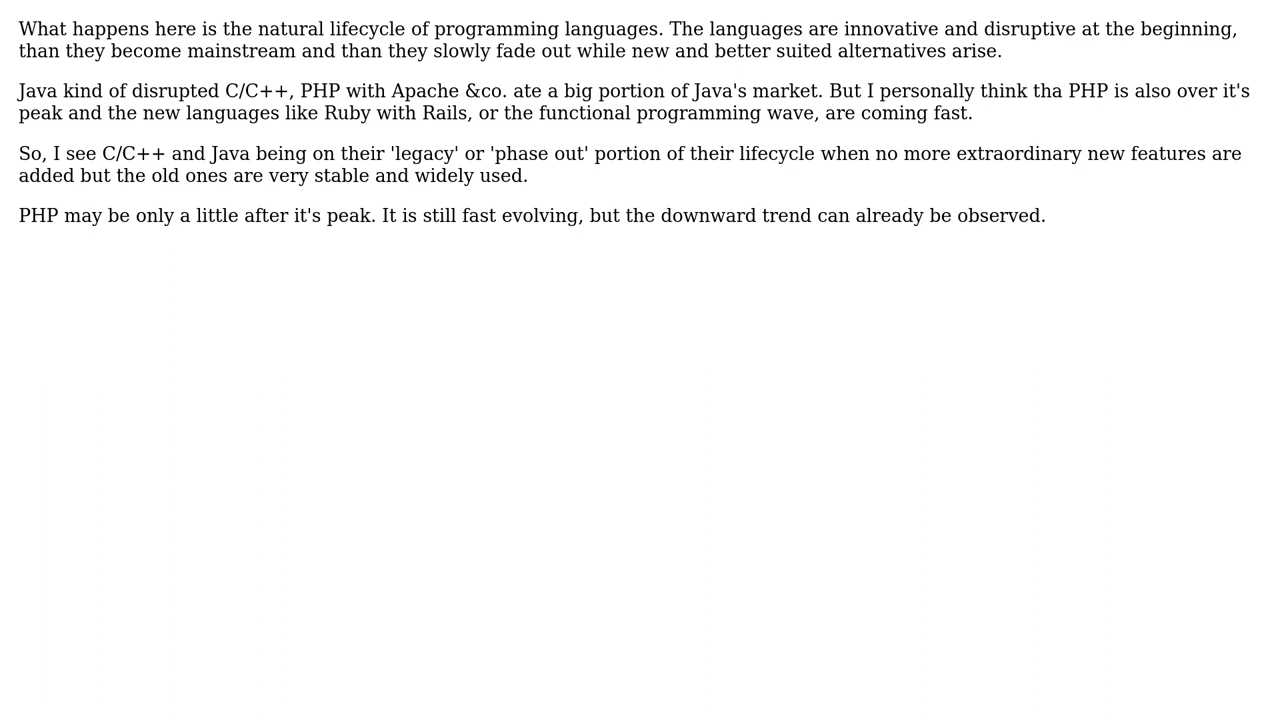 What happens here is the natural lifecycle of programming languages. The languages are innovative and disruptive at the beginning,
than they become mainstream and than they slowly fade out while new and better suited alternatives arise.
Java kind of disrupted C/C++, PHP with Apache &co. ate a big portion of Java's market. But I personally think tha PHP is also over it's
peak and the new languages like Ruby with Rails, or the functional programming wave, are coming fast.
So, I see C/C++ and Java being on their 'legacy' or 'phase out' portion of their lifecycle when no more extraordinary new features are
added but the old ones are very stable and widely used.
PHP may be only a little after it's peak. It is still fast evolving, but the downward trend can already be observed.